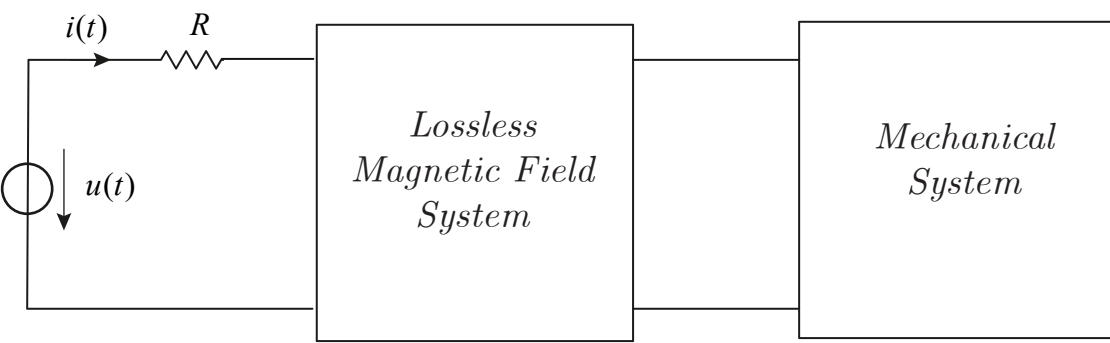 i(t)
R
u(t)
Lossless
Magnetic Field
System
Mechanical
System